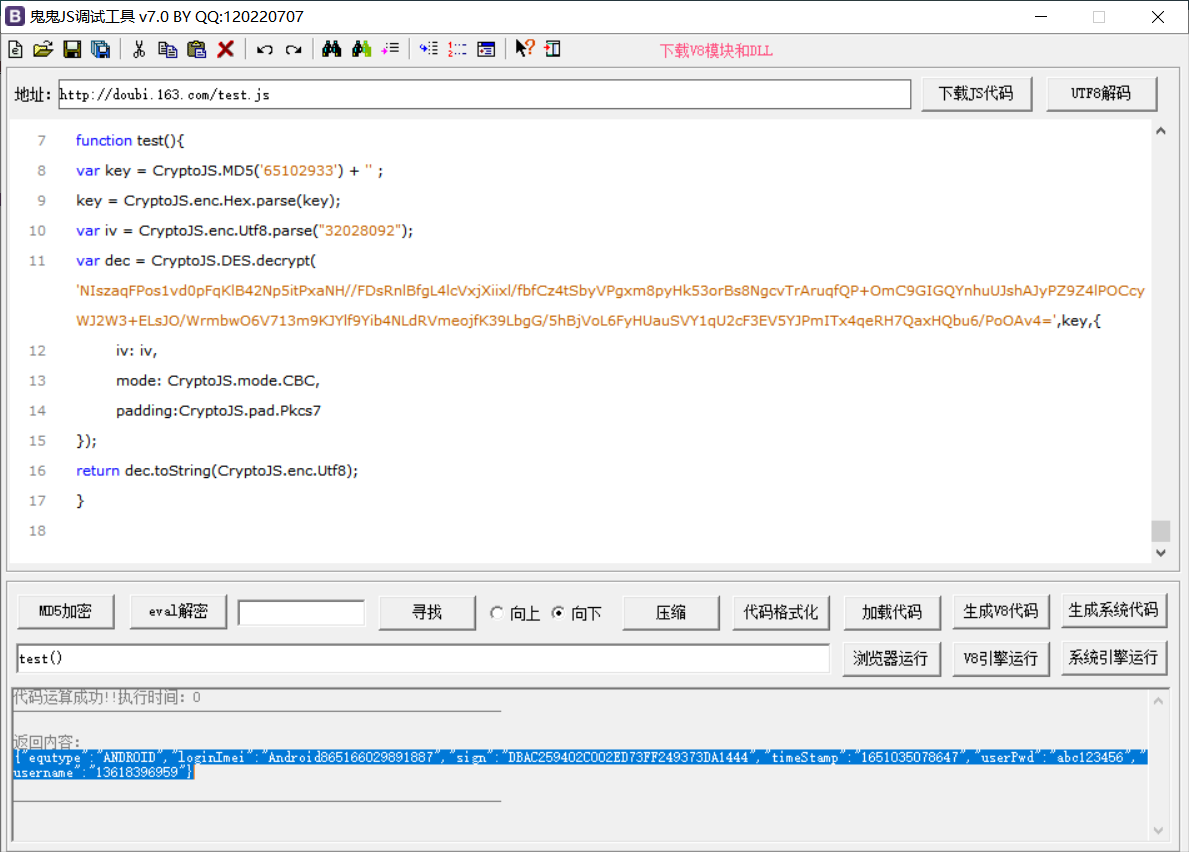 鬼鬼JS调试工具 v7.0 BY QQ:120220707
下载V8模块和DLL
地址: http://doubi.163.com/test.js 下载JS代码 UTF8解码
7 function test(){
8 var key = CryptoJS.MD5('65102933') + '' ;
9 key = CryptoJS.enc.Hex.parse(key);
10 var iv = CryptoJS.enc.Utf8.parse("32028092");
11 var dec = CryptoJS.DES.decrypt(
'NIszaqFPos1vd0pFqKlB42Np5itPxaNH//FDsRnlBfgL4lcVxjXiixl/fbfCz4tSbyVPgxm8pyHk53orBs8NgcvTrAruqfQP+OmC9GIGQYnhuUJshAJyPZ9Z4lPOCcy
WJ2W3+ELsJO/WrmbwO6V713m9KJYlf9Yib4NLdRVmeojfK39LbgG/5hBjVoL6FyHUauSVY1qU2cF3EV5YJPmITx4qeRH7QaxHQbu6/PoOAv4=',key,{
12 iv: iv,
13 mode: CryptoJS.mode.CBC,
14 padding:CryptoJS.pad.Pkcs7
15 });
16 return dec.toString(CryptoJS.enc.Utf8);
17 }
18
MD5加密 eval解密 寻找 向上 向下 压缩 代码格式化 加载代码 生成V8代码 生成系统代码
test() 浏览器运行 V8引擎运行 系统引擎运行
代码运算成功!!执行时间: 0
返回内容:
{"equtype":"ANDROID","loginImei":"Android865166029891887","sign":"DBAC259402C002ED73FF249373DA1444","timeStamp":"1651035078647","userPwd":"abc123456","
username":"13618396959"}